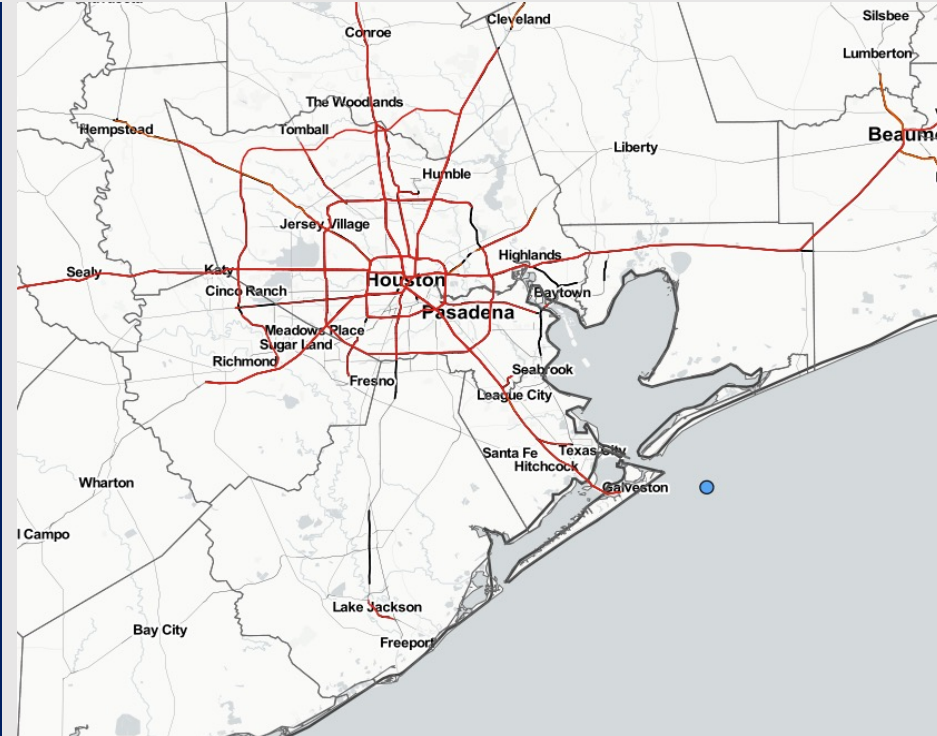 Cleveland
Silsbee
Conroe
Lumberton
The Woodlands
Hempstead
Tomball
Liberty
Humble
Jersey Village
Highlands
Sealy
Katy
Houston
Cinco Ranch
Baytown
Pasadena
Meadows Place
Sugar Land
Richmond
Seabrook
Fresno
League City
Santa Fe
Texas City
Hitchcock
Wharton
Galveston
l Campo
Lake Jackson
Bay City
Freeport